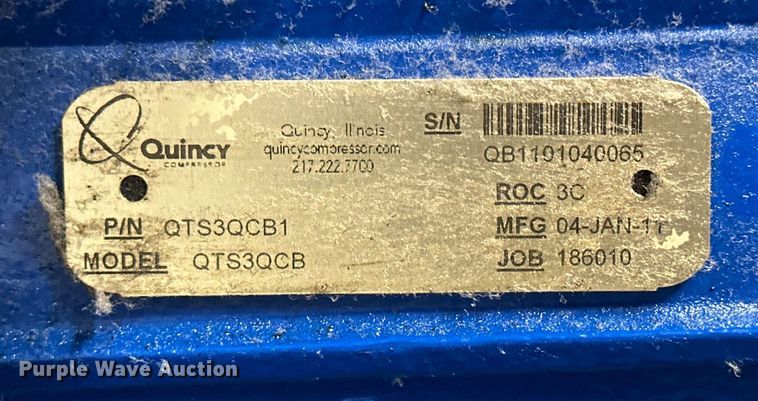 Quincy
COMPRESSOR
Quincy, Illinois
quincycompressor.com
217.222.7700
S/N
QB1101040065
ROC 3C
P/N QTS3QCB1
MFG 04-JAN-11
MODEL QTS3QCB
JOB 186010
Purple Wave Auction